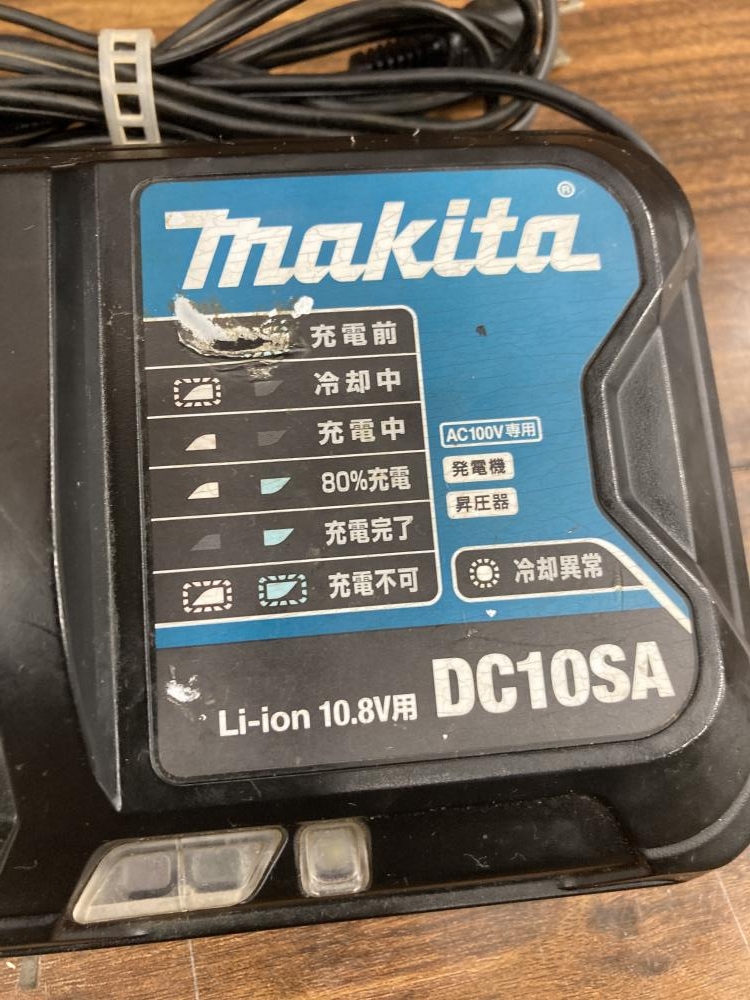 makita®
充電前
冷却中
充電中
80%充電
充電完了
充電不可
AC100V専用
発電機
昇圧器
冷却異常
Li-ion 10.8V用 DC10SA